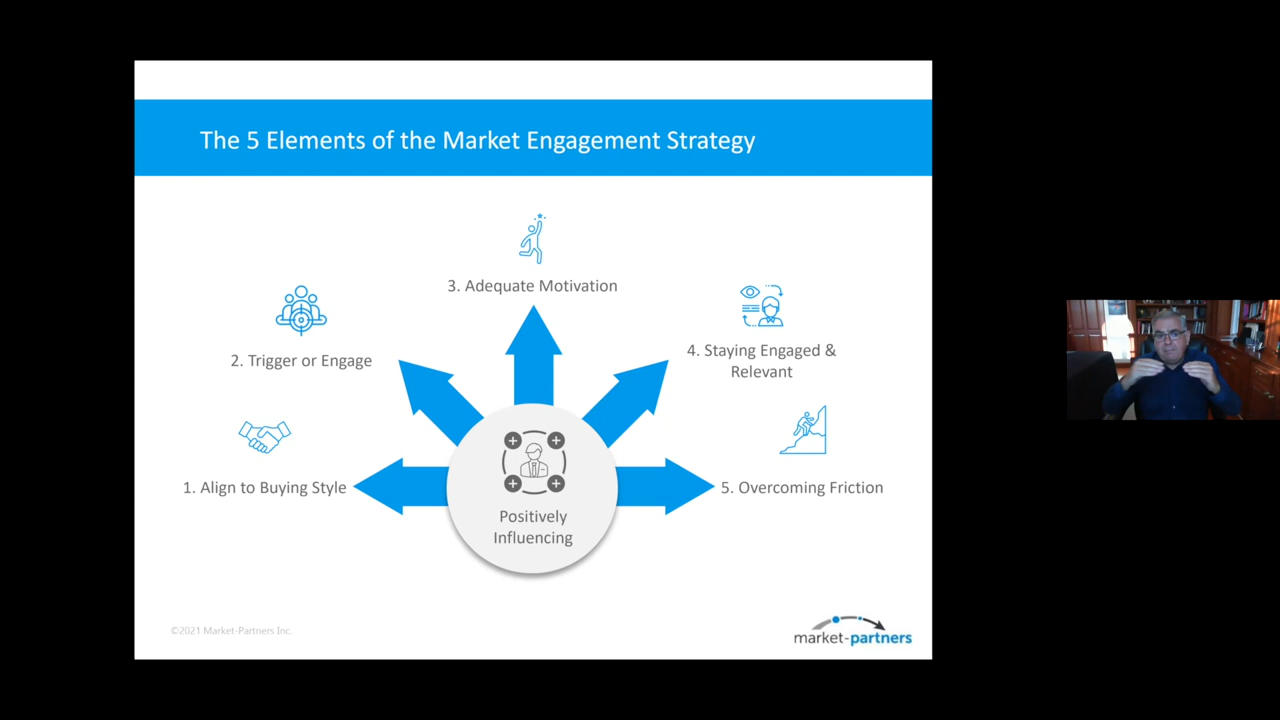 The 5 Elements of the Market Engagement Strategy
3. Adequate Motivation
2. Trigger or Engage
4. Staying Engaged &
Relevant
1. Align to Buying Style
5. Overcoming Friction
Positively
Influencing
©2021 Market-Partners Inc.
market-partners